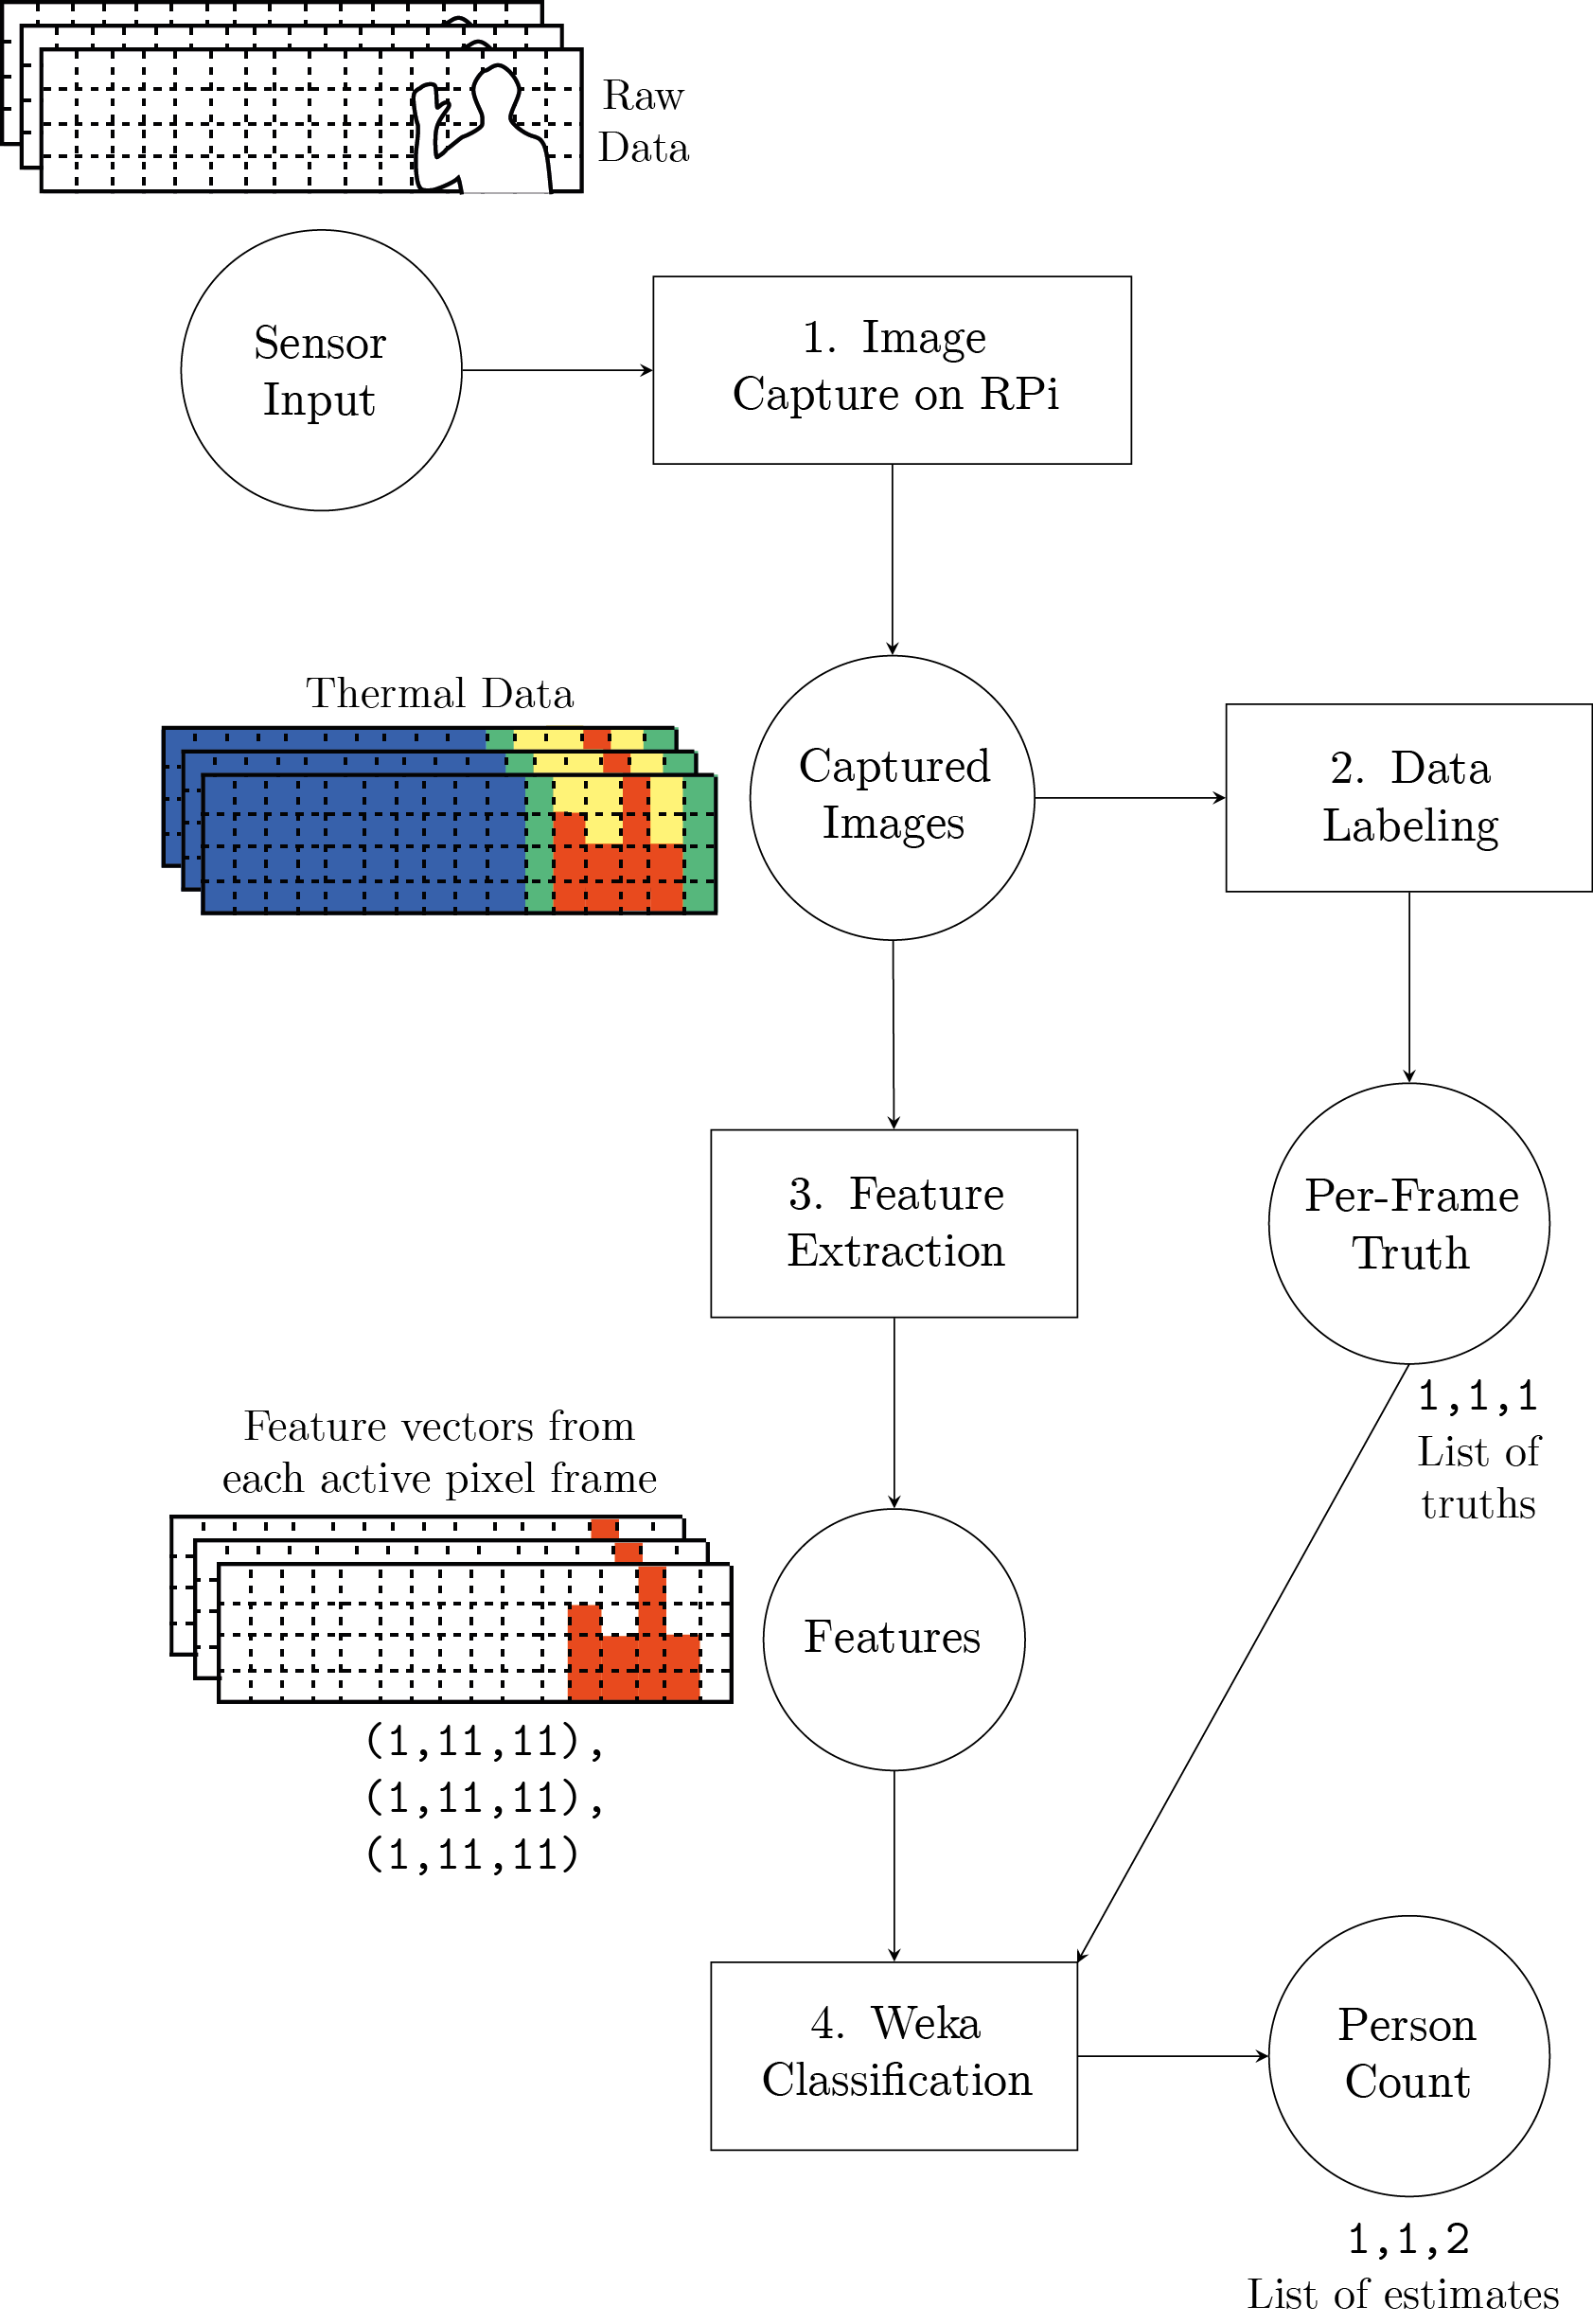 Raw
Data
Sensor
Input
1. Image
Capture on RPi
Thermal Data
Captured
Images
2. Data
Labeling
3. Feature
Extraction
Per-Frame
Truth
1,1,1
List of
truths
Feature vectors from
each active pixel frame
Features
(1,11,11),
(1,11,11),
(1,11,11)
4. Weka
Classification
Person
Count
1,1,2
List of estimates